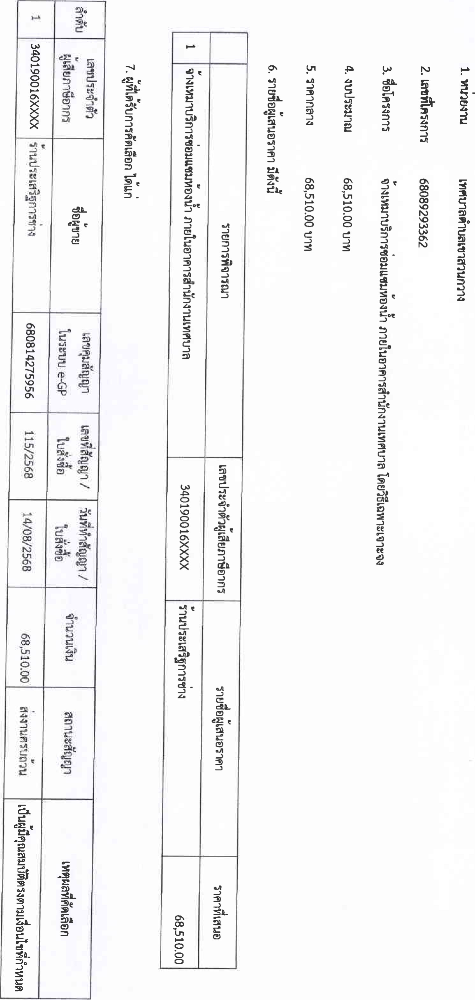 1. หน่วยงาน เทศบาลตำบลเขาสวนกวาง
2. เลขที่โครงการ 68089293362
3. ชื่อโครงการ จ้างเหมาบริการซ่อมแซมห้องน้ำ ภายในอาคารสำนักงานเทศบาล โดยวิธีเฉพาะเจาะจง
4. งบประมาณ 68,510.00 บาท
5. ราคากลาง 68,510.00 บาท
6. รายชื่อผู้เสนอราคา มีดังนี้
รายการพิจารณา เลขประจำตัวผู้เสียภาษีอากร รายชื่อผู้เสนอราคา ราคาที่เสนอ
1 จ้างเหมาบริการซ่อมแซมห้องน้ำ ภายในอาคารสำนักงานเทศบาล 340190016XXXX ร้านประเสริฐการช่าง 68,510.00
7. ผู้ที่ได้รับการคัดเลือก ได้แก่
ลำดับ เลขประจำตัว ชื่อผู้ขาย เลขคุมสัญญา เลขที่สัญญา / วันที่ทำสัญญา / จำนวนเงิน สถานะสัญญา เหตุผลที่คัดเลือก
ผู้เสียภาษีอากร ในระบบ e-GP ใบสั่งซื้อ ใบสั่งซื้อ
1 340190016XXXX ร้านประเสริฐการช่าง 680814275956 115/2568 14/08/2568 68,510.00 ส่งงานครบถ้วน เป็นผู้มีคุณสมบัติตรงตามเงื่อนไขที่กำหนด